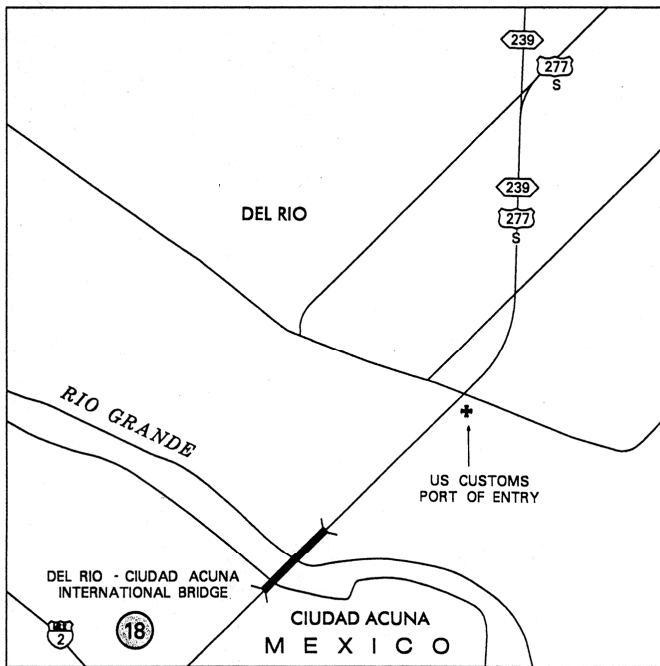 239
277
S
239
277
S
DEL RIO
RIO GRANDE
US CUSTOMS
PORT OF ENTRY
DEL RIO - CIUDAD ACUNA
INTERNATIONAL BRIDGE
18
2
CIUDAD ACUNA
MEXICO